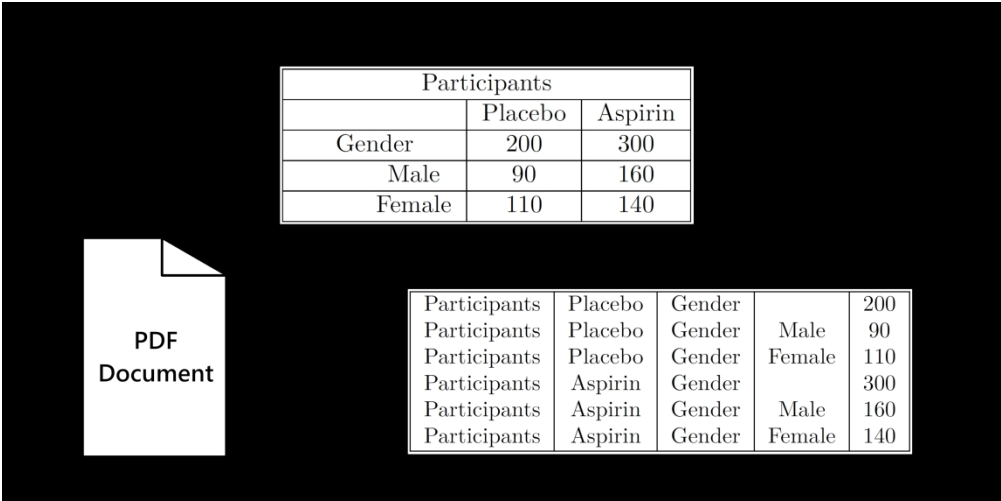 Participants
Placebo Aspirin
Gender 200 300
Male 90 160
Female 110 140
PDF
Document
Participants Placebo Gender 200
Participants Placebo Gender Male 90
Participants Placebo Gender Female 110
Participants Aspirin Gender 300
Participants Aspirin Gender Male 160
Participants Aspirin Gender Female 140